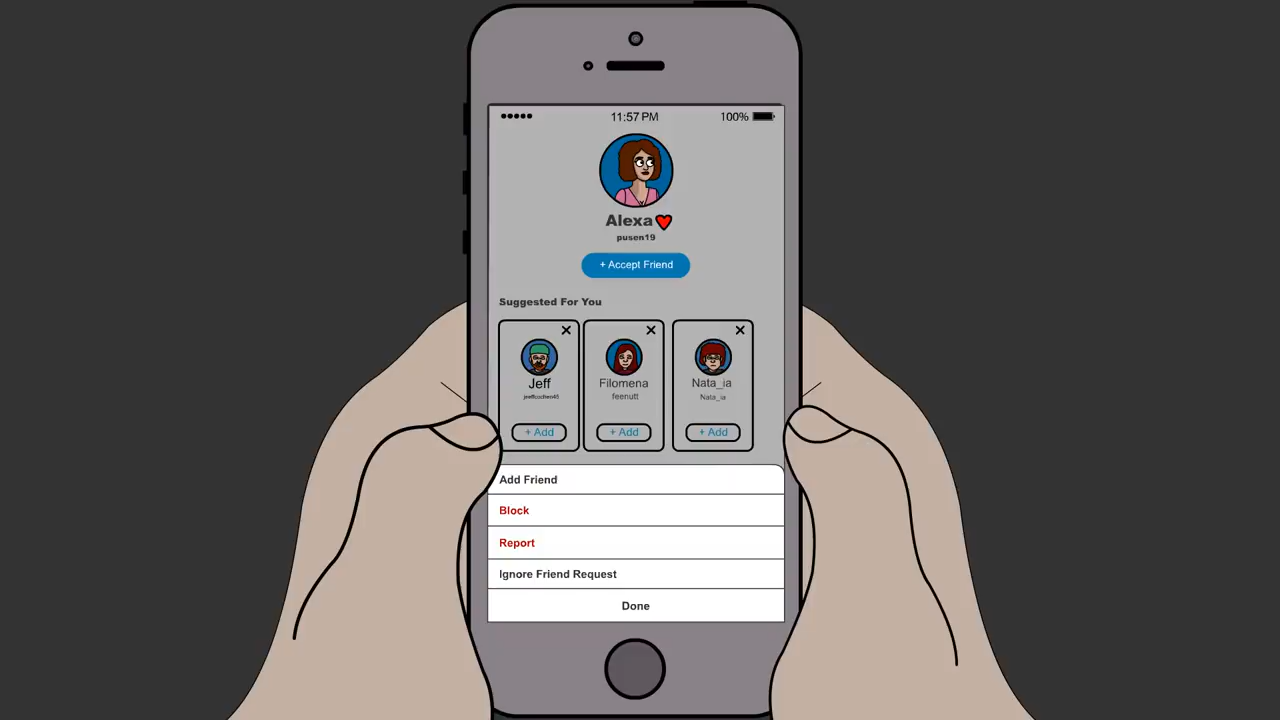 11:57 PM 100%
Alexa
pusen19
+ Accept Friend
Suggested For You
Jeff Filomena Nata_ia
feenutt Nata_ia
+ Add + Add + Add
Add Friend
Block
Report
Ignore Friend Request
Done